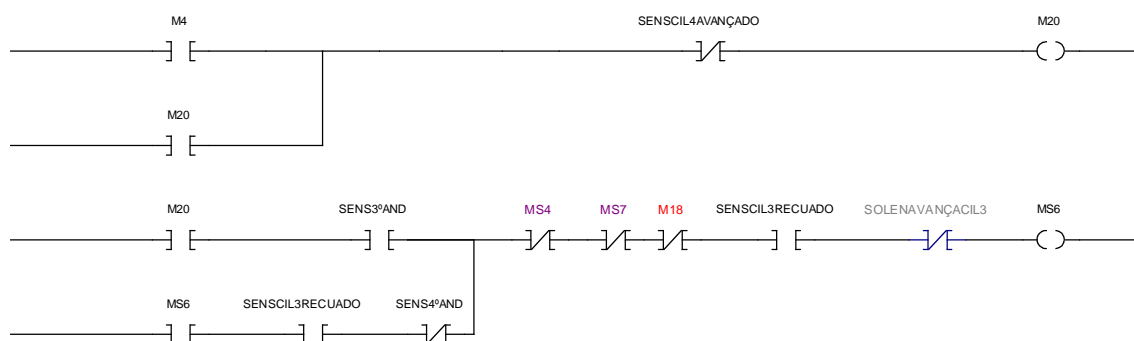 M4 SENSCIL4AVANÇADO M20
M20
M20 SENS3ºAND MS4 MS7 M18 SENSCIL3RECUADO SOLENAVANÇACIL3 MS6
MS6 SENSCIL3RECUADO SENS4ºAND